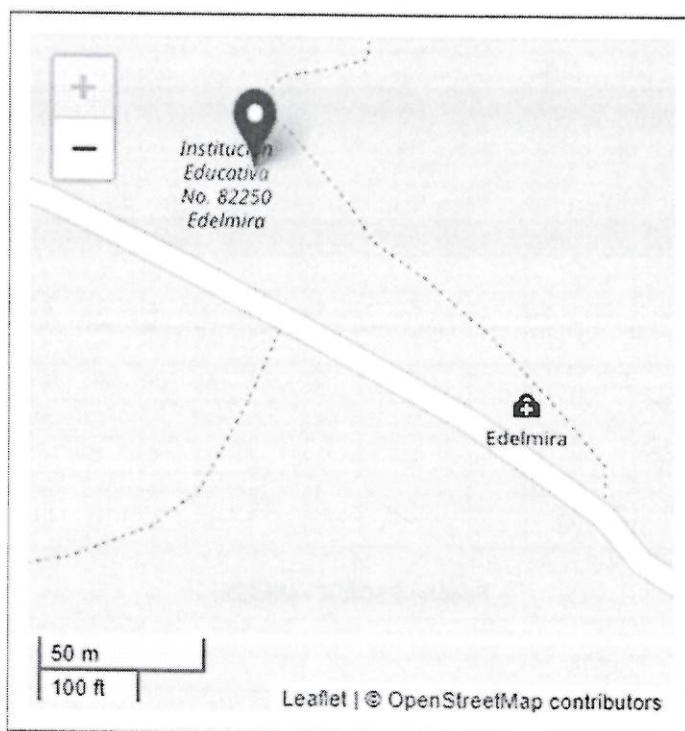 +
−
Institución
Educativa
No. 82250
Edelmira
Edelmira
50 m
100 ft
Leaflet | © OpenStreetMap contributors